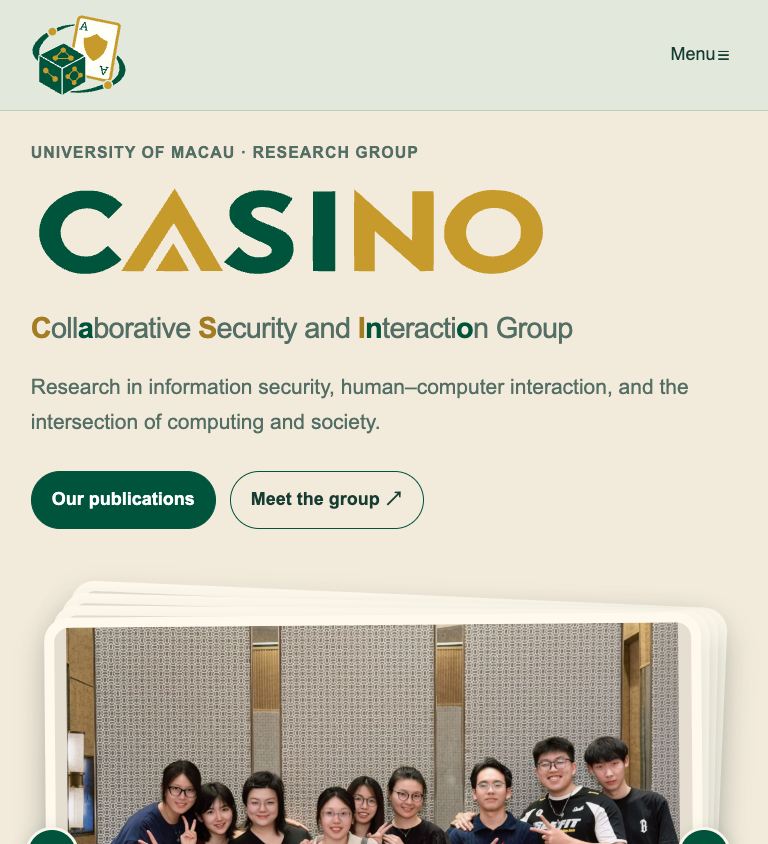 A
A
Menu
UNIVERSITY OF MACAU · RESEARCH GROUP
CASINO
Collaborative Security and Interaction Group
Research in information security, human–computer interaction, and the
intersection of computing and society.
Our publications
Meet the group ↗